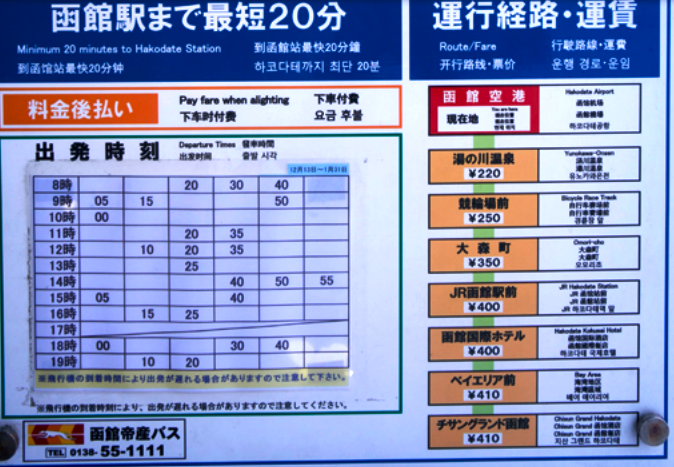 函館駅まで最短20分
Minimum 20 minutes to Hakodate Station
到函館站最快20分鐘
到函馆站最快20分钟
하코다테까지 최단 20분
料金後払い
Pay fare when alighting
下車付費
下车时付费
요금 후불
出発時刻
Departure Times
發車時間
出发时间
출발 시각
12月13日~1月31日
8時 20 30 40
9時 05 15 50
10時 00
11時 20 35
12時 10 20 35
13時 25
14時 40 50 55
15時 05 40
16時 15 25
17時
18時 00 30 40
19時 10 20
※飛行機の到着時間により出発が遅れる場合がありますので注意して下さい。
※飛行機の到着時刻により、出発が遅れる場合がありますので注意してください。
函館帝産バス
TEL 0138-55-1111
運行経路・運賃
Route/Fare
行駛路線・運費
开行路线・票价
운행 경로・운임
函館空港
現在地
You are here
Hakodate Airport
函馆机场
函館機場
하코다테공항
湯の川温泉
¥220
Yunokawa-Onsen
汤川温泉
湯川溫泉
유노카와온천
競輪場前
¥250
Bicycle Race Track
自行车赛场前
自行車賽場前
경륜장 앞
大森町
¥350
Omori-cho
大森町
大森町
오모리초
JR函館駅前
¥400
JR Hakodate Station
JR 函馆站前
JR 函館站前
JR 하코다테역 앞
函館国際ホテル
¥400
Hakodate Kokusai Hotel
函馆国际酒店
函館國際飯店
하코다테 국제호텔
ベイエリア前
¥410
Bay Area
海湾地区
海灣區域
베이 에이리어
チサングランド函館
¥410
Chisun Grand Hakodate
Chisun Grand 函馆酒店
Chisun Grand 函館飯店
지산 그랜드 하코다테